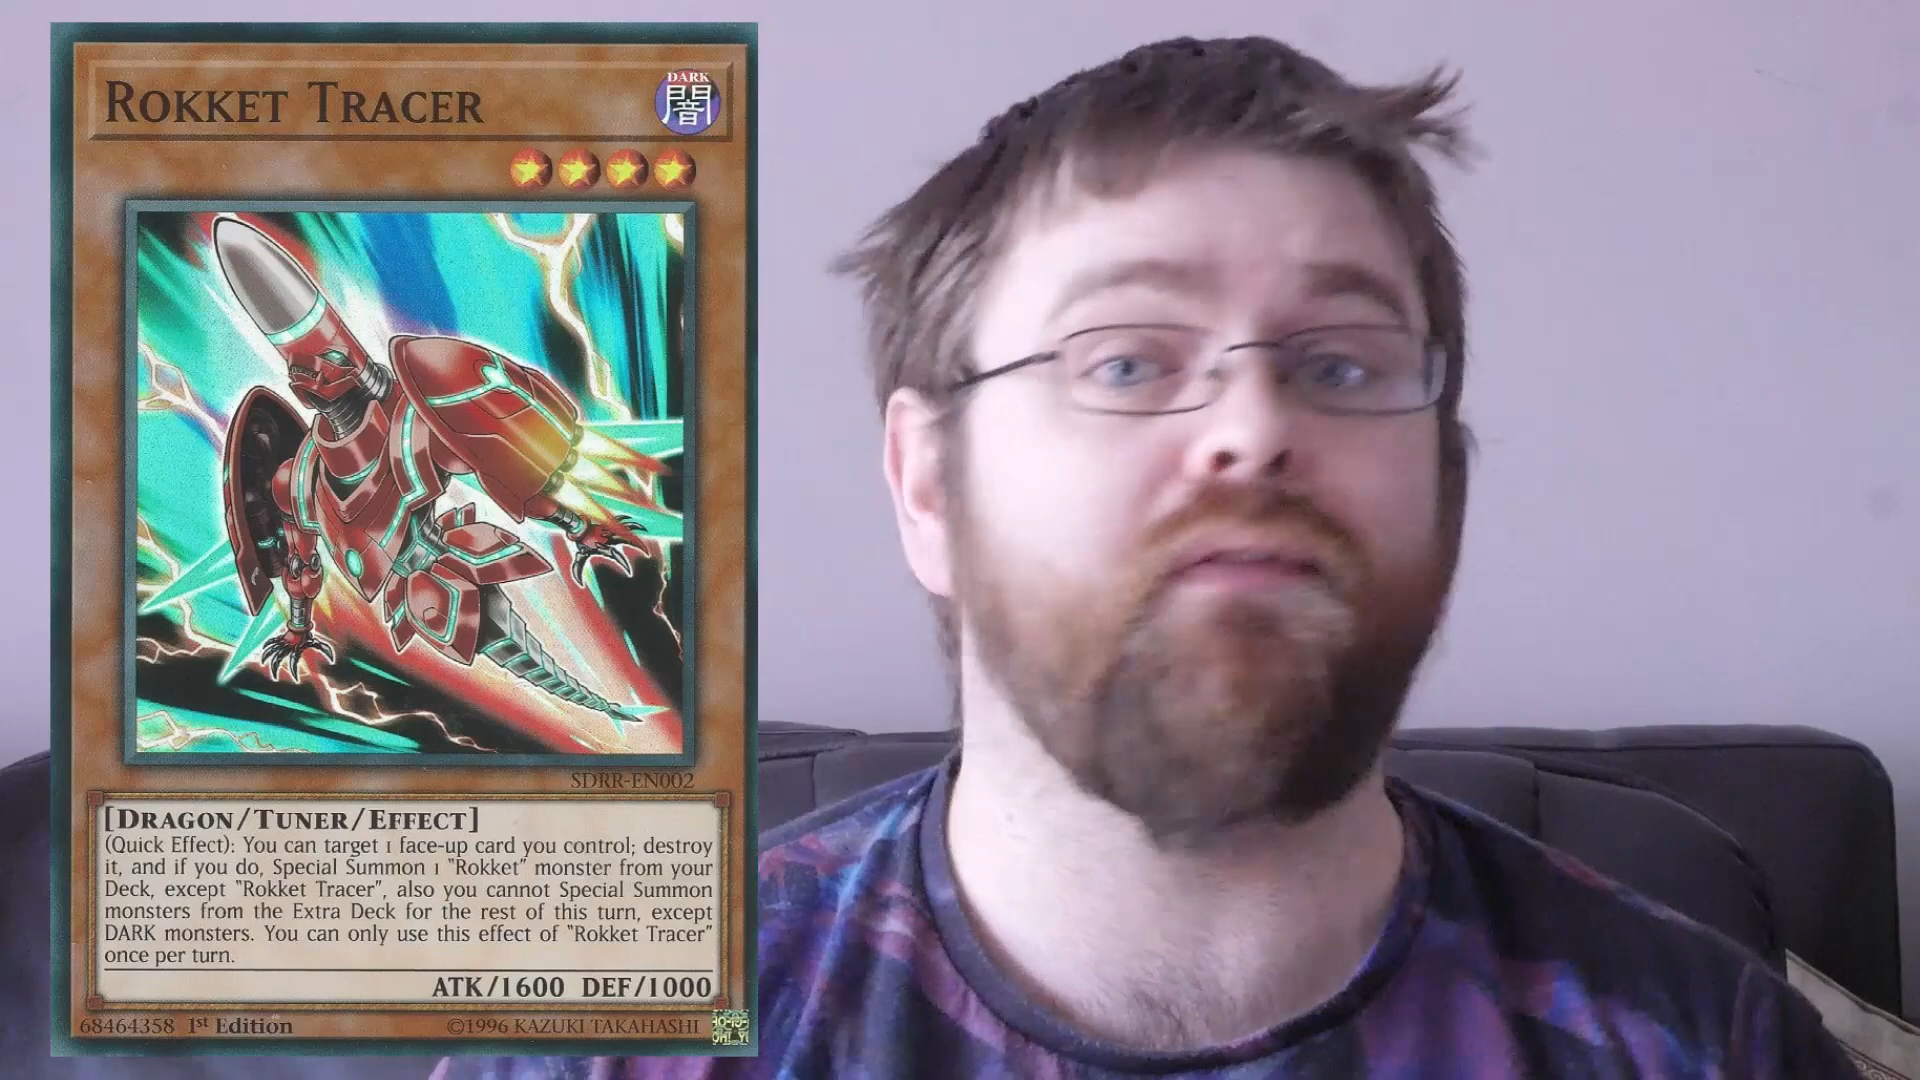 ROKKET TRACER
DARK
闇
SDRR-EN002
[DRAGON/TUNER/EFFECT]
(Quick Effect): You can target 1 face-up card you control; destroy
it, and if you do, Special Summon 1 "Rokket" monster from your
Deck, except "Rokket Tracer", also you cannot Special Summon
monsters from the Extra Deck for the rest of this turn, except
DARK monsters. You can only use this effect of "Rokket Tracer"
once per turn.
ATK/1600 DEF/1000
68464358 1st Edition
©1996 KAZUKI TAKAHASHI